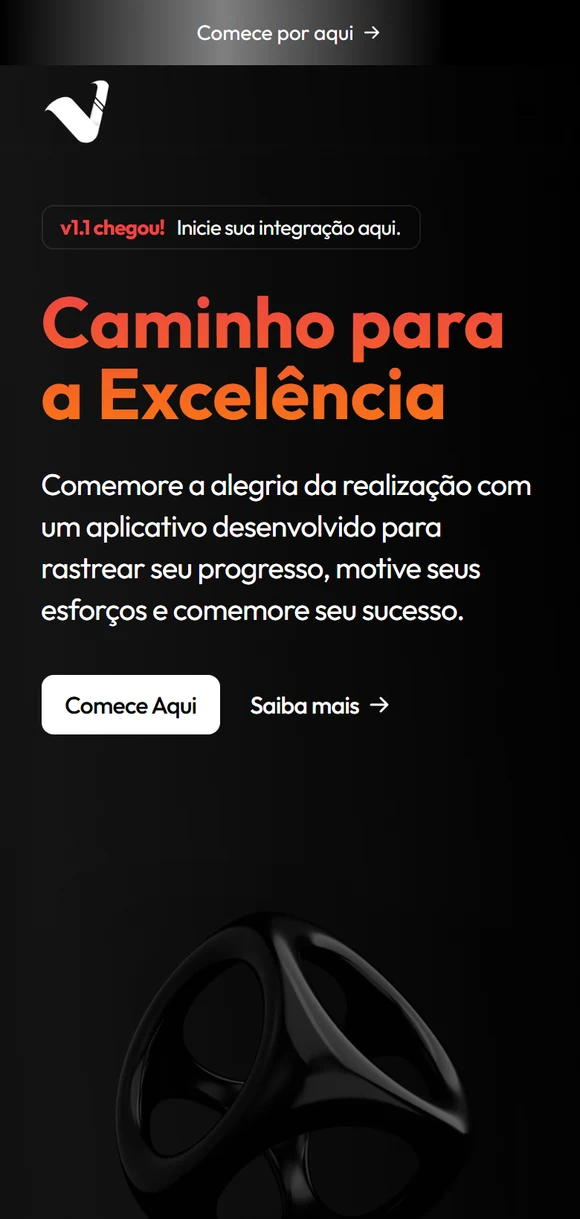 Comece por aqui →
v1.1 chegou! Inicie sua integração aqui.
Caminho para
a Excelência
Comemore a alegria da realização com
um aplicativo desenvolvido para
rastrear seu progresso, motive seus
esforços e comemore seu sucesso.
Comece Aqui
Saiba mais →